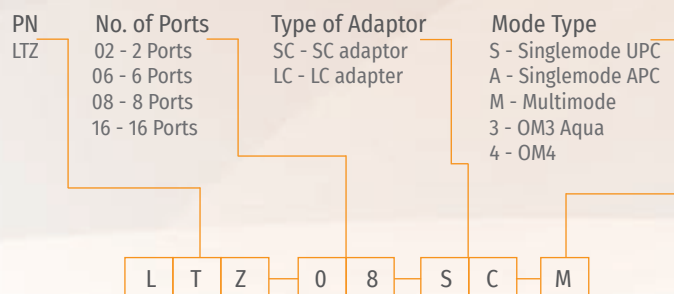 PN
LTZ
No. of Ports
02 - 2 Ports
06 - 6 Ports
08 - 8 Ports
16 - 16 Ports
Type of Adaptor
SC - SC adaptor
LC - LC adapter
Mode Type
S - Singlemode UPC
A - Singlemode APC
M - Multimode
3 - OM3 Aqua
4 - OM4
L T Z 0 8 S C M